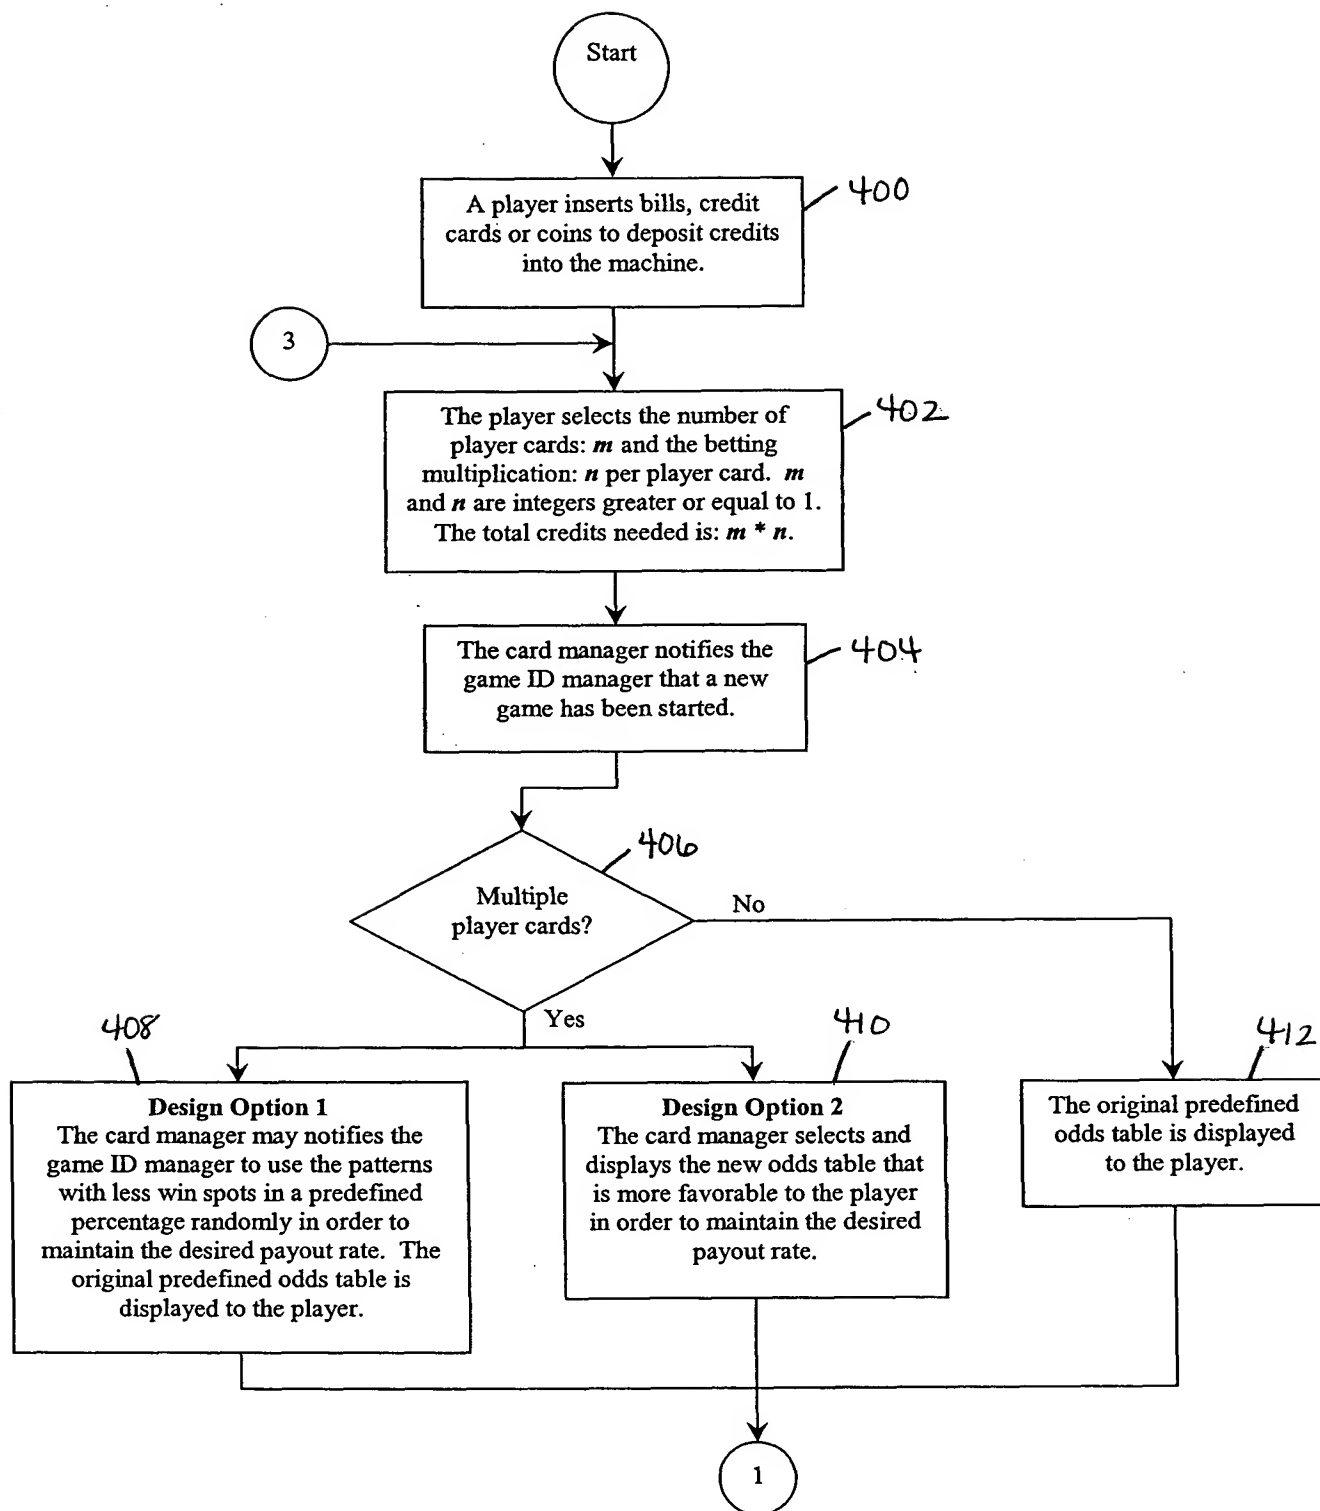 Start
A player inserts bills, credit
cards or coins to deposit credits
into the machine.
400
3
The player selects the number of
player cards: m and the betting
multiplication: n per player card. m
and n are integers greater or equal to 1.
The total credits needed is: m * n.
402
The card manager notifies the
game ID manager that a new
game has been started.
404
Multiple
player cards?
406
No
Yes
408
Design Option 1
The card manager may notifies the
game ID manager to use the patterns
with less win spots in a predefined
percentage randomly in order to
maintain the desired payout rate. The
original predefined odds table is
displayed to the player.
410
Design Option 2
The card manager selects and
displays the new odds table that
is more favorable to the player
in order to maintain the desired
payout rate.
412
The original predefined
odds table is displayed
to the player.
1